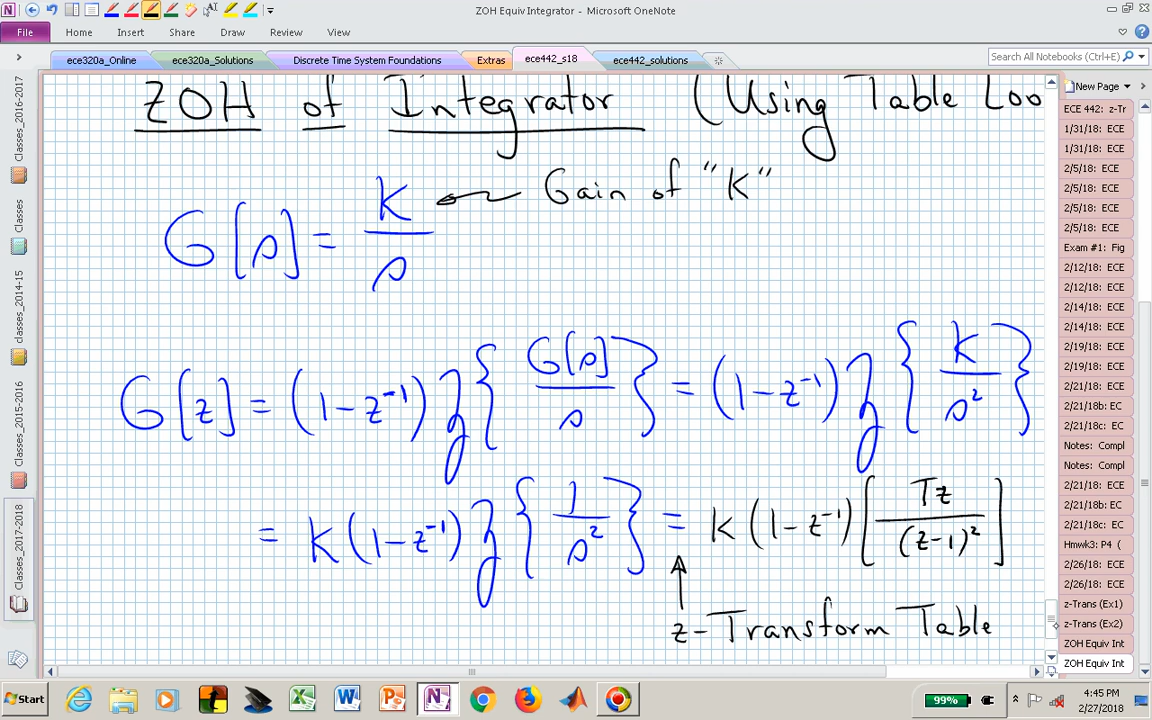 ZOH Equiv Integrator - Microsoft OneNote
File Home Insert Share Draw Review View
ece320a_Online ece320a_Solutions Discrete Time System Foundations Extras ece442_s18 ece442_solutions
Search All Notebooks (Ctrl+E)
ZOH of Integrator (Using Table Loo
G[s] = K/s
Gain of "K"
G[z] = (1-z⁻¹) 𝓏{G[s]/s} = (1-z⁻¹) 𝓏{K/s²}
= K(1-z⁻¹) 𝓏{1/s²} = K(1-z⁻¹)[Tz/(z-1)²]
z-Transform Table
Classes_2016-2017
Classes
classes_2014-15
Classes_2015-2016
Classes_2017-2018
New Page
ECE 442: z-Tr
1/31/18: ECE
1/31/18: ECE
2/5/18: ECE
2/5/18: ECE
2/5/18: ECE
2/5/18: ECE
Exam #1: Fig
2/12/18: ECE
2/12/18: ECE
2/14/18: ECE
2/14/18: ECE
2/19/18: ECE
2/19/18: ECE
2/21/18: ECE
2/21/18b: EC
2/21/18c: EC
Notes: Compl
Notes: Compl
2/21/18: ECE
2/21/18b: EC
2/21/18c: EC
Hmwk3: P4 (
2/26/18: ECE
2/26/18: ECE
z-Trans (Ex1)
z-Trans (Ex2)
ZOH Equiv Int
ZOH Equiv Int
Start
99%
4:45 PM
2/27/2018